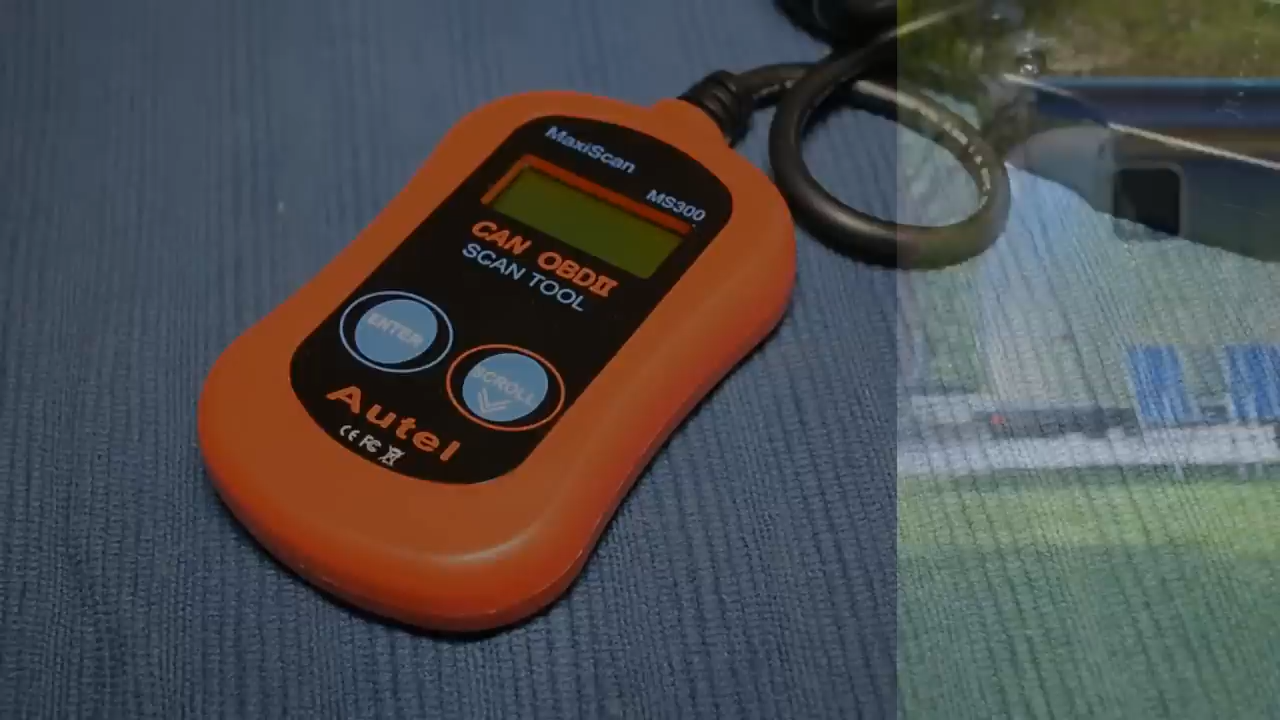 MaxiScan
MS300
CAN OBDII
SCAN TOOL
ENTER
SCROLL
Autel
CE FC